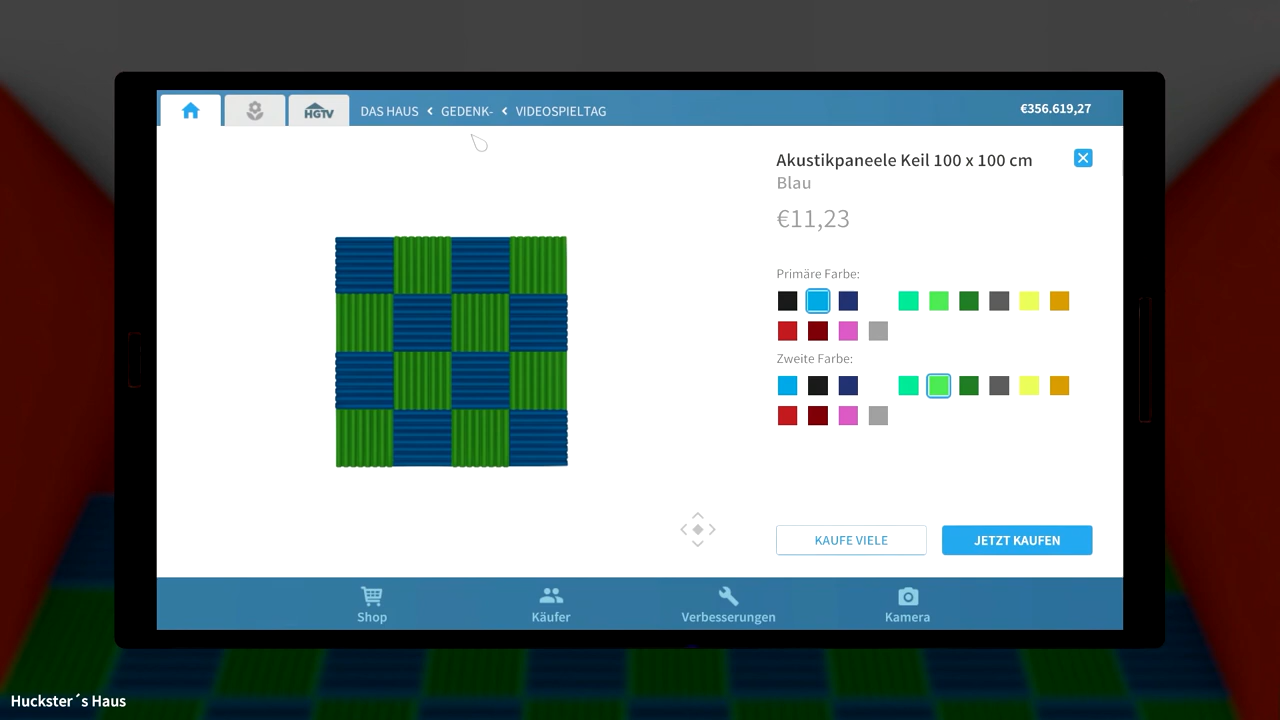 HGTV
DAS HAUS < GEDENK- < VIDEOSPIELTAG
€356.619,27
Akustikpaneele Keil 100 x 100 cm
Blau
€11,23
Primäre Farbe:
Zweite Farbe:
KAUFE VIELE
JETZT KAUFEN
Shop
Käufer
Verbesserungen
Kamera
Huckster´s Haus